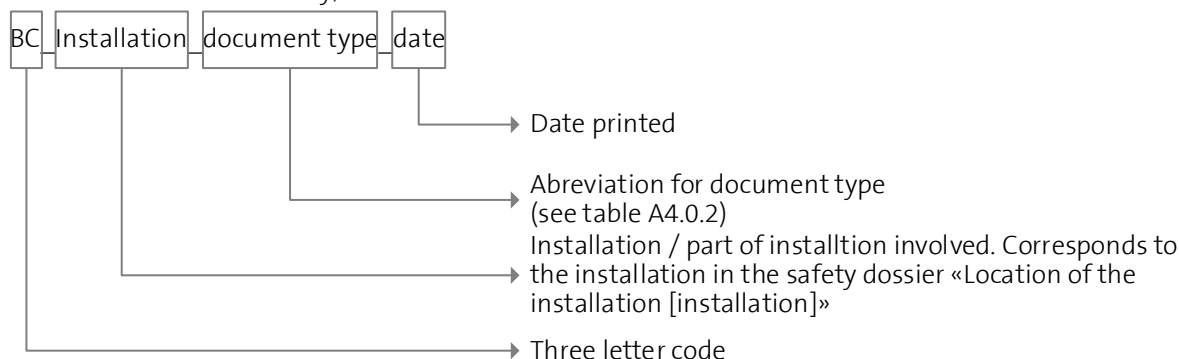 BC_Installation_document type_date
Date printed
Abreviation for document type
(see table A4.0.2)
Installation / part of installtion involved. Corresponds to
the installation in the safety dossier «Location of the
installation [installation]»
Three letter code